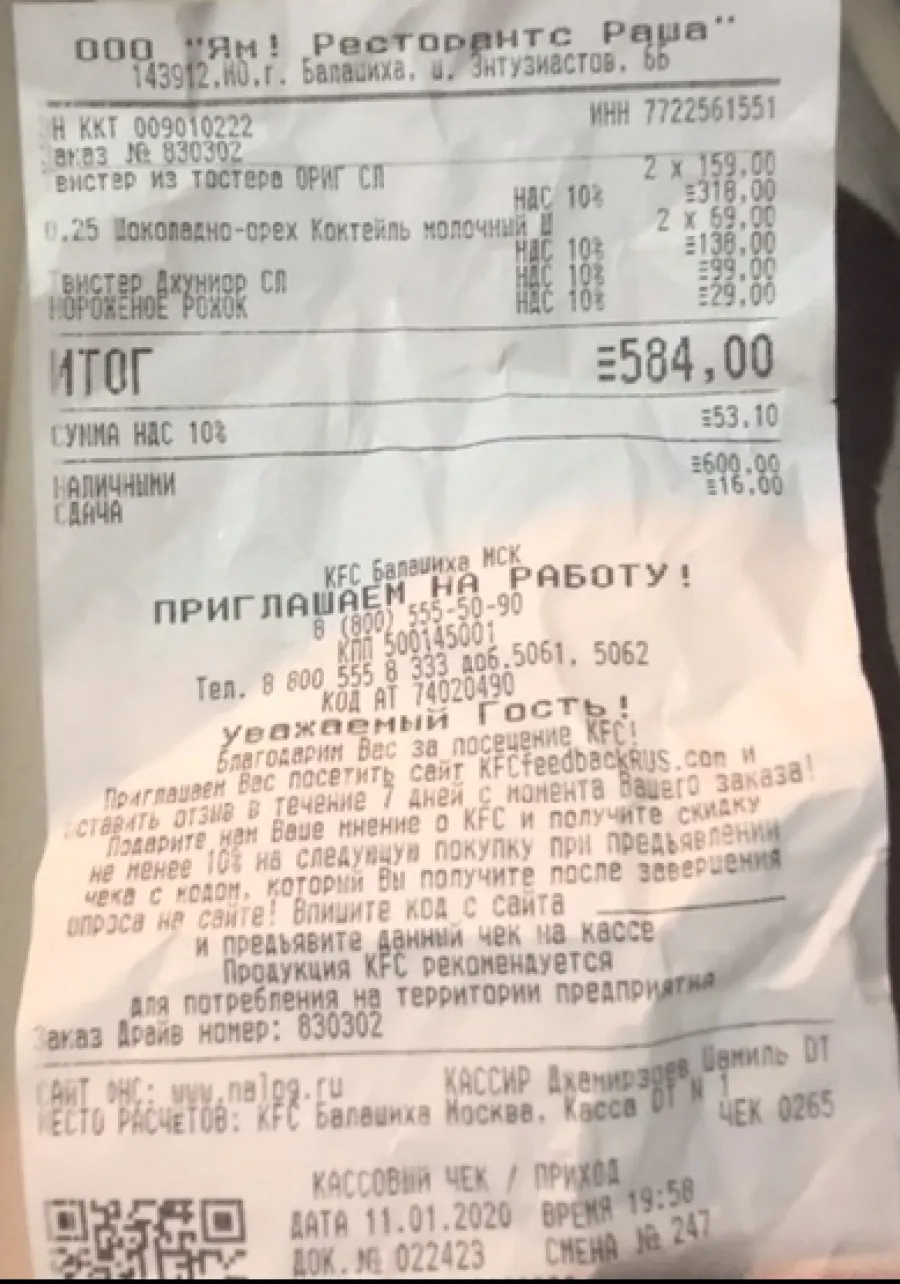 ООО "Ям! Ресторантс Раша"
143912.МО.г. Балашиха. ш. Энтузиастов. 6Б
Н ККТ 009010222 ИНН 7722561551
аказ № 830302
вистер из тостера ОРИГ СП 2 x 159.00
НДС 10% ≡318.00
0.25 Шоколадно-орех Коктейль молочный Ш 2 x 69.00
НДС 10% ≡138.00
Твистер Джуниор СП НДС 10% ≡99.00
МОРОЖЕНОЕ РОЖОК НДС 10% ≡29.00
ИТОГ ≡584,00
СУММА НДС 10% ≡53.10
НАЛИЧНЫМИ ≡600.00
СДАЧА ≡16.00
KFC Балашиха МСК
ПРИГЛАШАЕМ НА РАБОТУ!
8 (800) 555-50-90
КПП 500145001
Тел. 8 800 555 8 333 доб.5061. 5062
КОД АТ 74020490
Уважаемый Гость!
Благодарим Вас за посещение KFC!
Приглашаем Вас посетить сайт KFCfeedbackRUS.com и
оставить отзыв в течение 7 дней с момента Вашего заказа!
Подарите нам Ваше мнение о KFC и получите скидку
не менее 10% на следующую покупку при предъявлении
чека с кодом, который Вы получите после завершения
опроса на сайте! Впишите код с сайта
и предъявите данный чек на кассе
Продукция KFC рекомендуется
для потребления на территории предприятия
Заказ Драйв номер: 830302
САЙТ ФНС: www.nalog.ru КАССИР Джамирзоев Шамиль DT
МЕСТО РАСЧЕТОВ: KFC Балашиха Москва. Касса DT N 1
ЧЕК 0265
КАССОВЫЙ ЧЕК / ПРИХОД
ДАТА 11.01.2020 ВРЕМЯ 19:58
ДОК.№ 022423 СМЕНА № 247